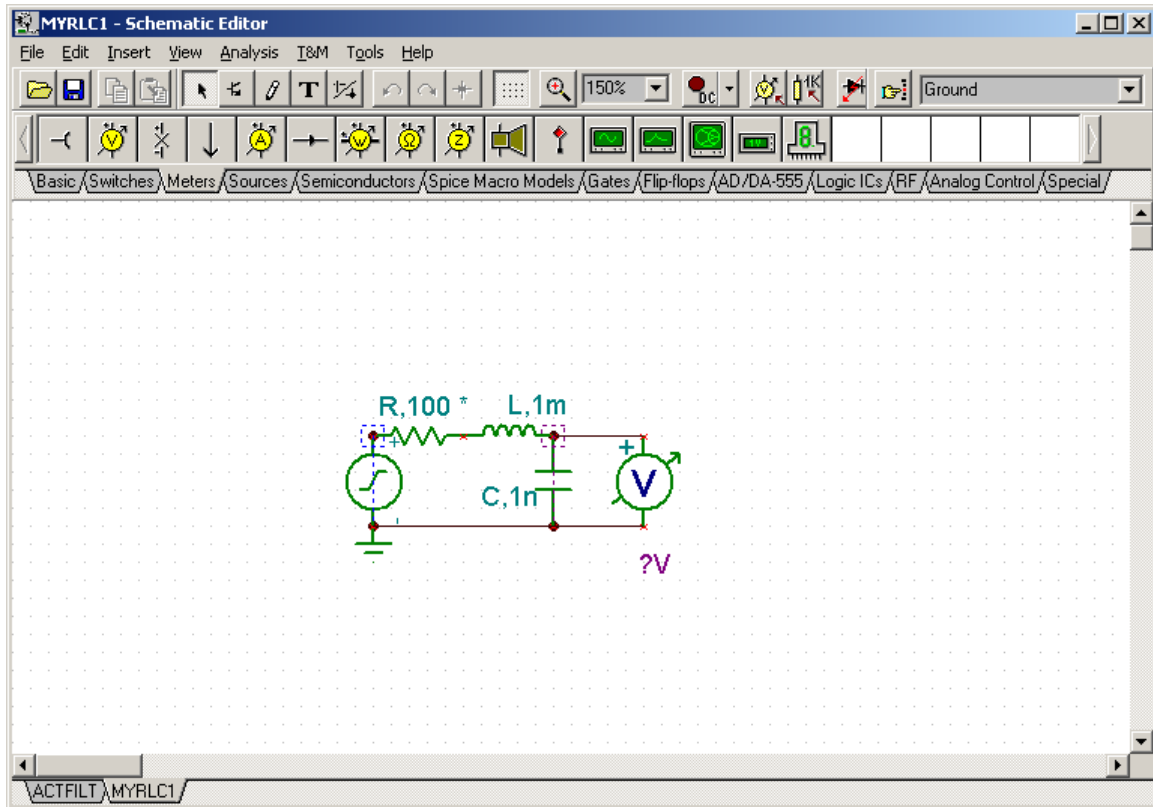 MYRLC1 - Schematic Editor
File Edit Insert View Analysis T&M Tools Help
T 150% DC 1K Ground
V A W Ω Z 1U 8.
Basic Switches Meters Sources Semiconductors Spice Macro Models Gates Flip-flops AD/DA-555 Logic ICs RF Analog Control Special
R,100 * L,1m
+ +
V
C,1n
?V
ACTFILT MYRLC1